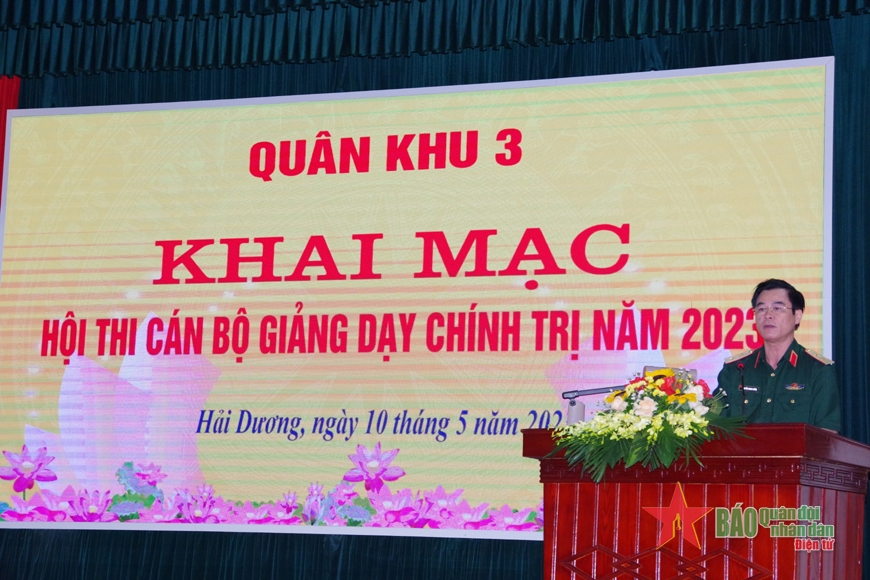 QUÂN KHU 3
KHAI MẠC
HỘI THI CÁN BỘ GIẢNG DẠY CHÍNH TRỊ NĂM 2023
Hải Dương, ngày 10 tháng 5 năm 202
BÁO quân đội
nhân dân
Điện tử